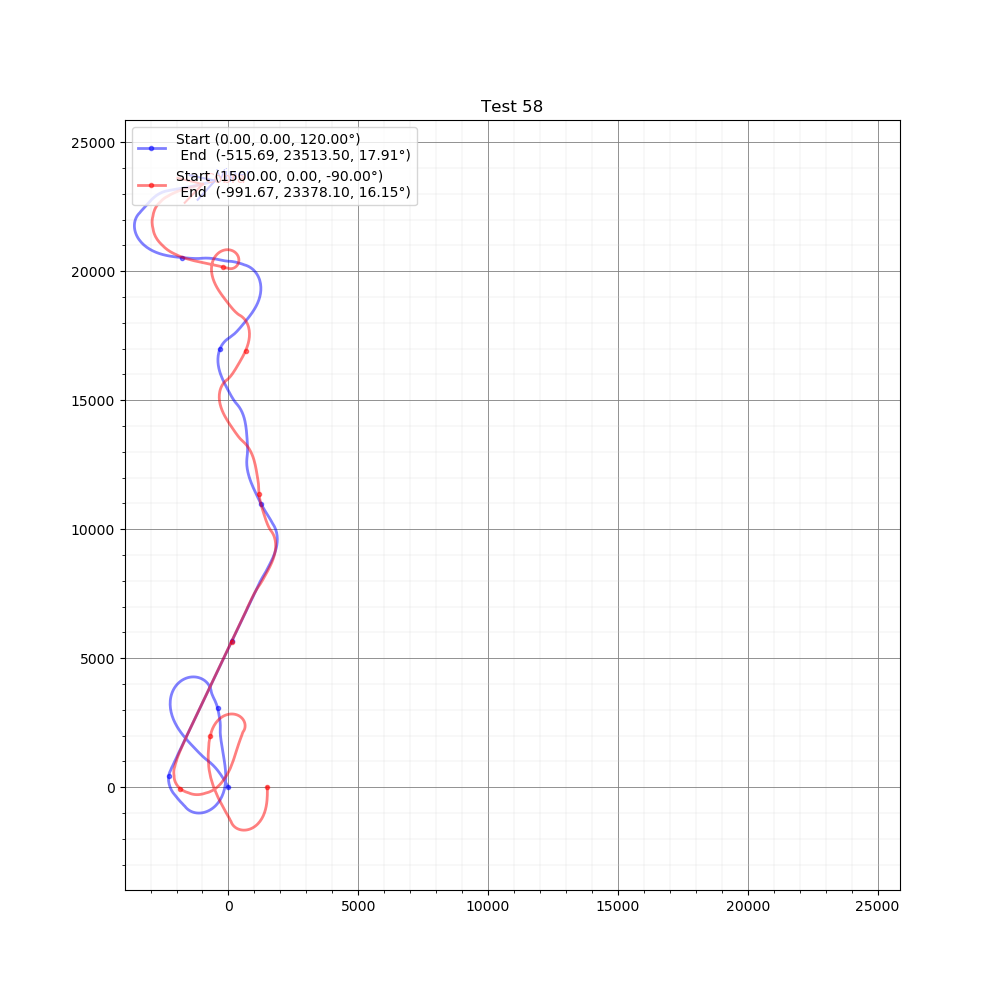 Test 58
Start (0.00, 0.00, 120.00°)
End (-515.69, 23513.50, 17.91°)
Start (1500.00, 0.00, -90.00°)
End (-991.67, 23378.10, 16.15°)
25000
20000
15000
10000
5000
0
0 5000 10000 15000 20000 25000